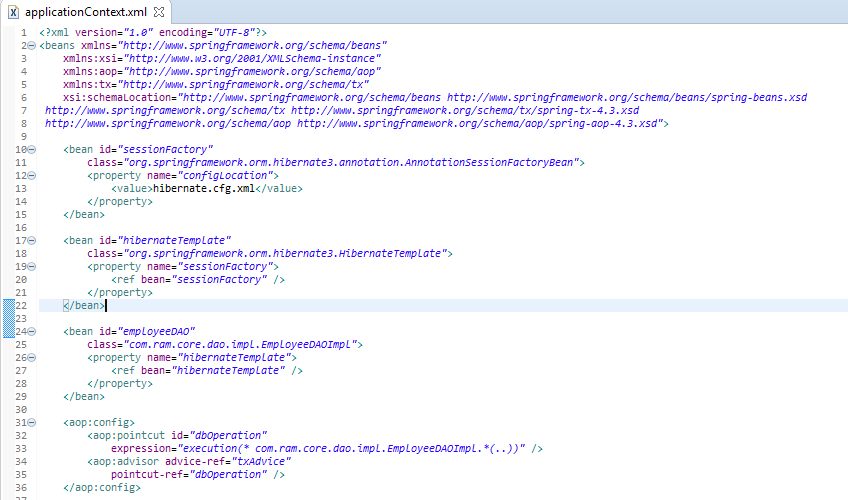 applicationContext.xml
1 <?xml version="1.0" encoding="UTF-8"?>
2 <beans xmlns="http://www.springframework.org/schema/beans"
3 xmlns:xsi="http://www.w3.org/2001/XMLSchema-instance"
4 xmlns:aop="http://www.springframework.org/schema/aop"
5 xmlns:tx="http://www.springframework.org/schema/tx"
6 xsi:schemaLocation="http://www.springframework.org/schema/beans http://www.springframework.org/schema/beans/spring-beans.xsd
7 http://www.springframework.org/schema/tx http://www.springframework.org/schema/tx/spring-tx-4.3.xsd
8 http://www.springframework.org/schema/aop http://www.springframework.org/schema/aop/spring-aop-4.3.xsd">
9
10 <bean id="sessionFactory"
11 class="org.springframework.orm.hibernate3.annotation.AnnotationSessionFactoryBean">
12 <property name="configLocation">
13 <value>hibernate.cfg.xml</value>
14 </property>
15 </bean>
16
17 <bean id="hibernateTemplate"
18 class="org.springframework.orm.hibernate3.HibernateTemplate">
19 <property name="sessionFactory">
20 <ref bean="sessionFactory" />
21 </property>
22 </bean>
23
24 <bean id="employeeDAO"
25 class="com.ram.core.dao.impl.EmployeeDAOImpl">
26 <property name="hibernateTemplate">
27 <ref bean="hibernateTemplate" />
28 </property>
29 </bean>
30
31 <aop:config>
32 <aop:pointcut id="dbOperation"
33 expression="execution(* com.ram.core.dao.impl.EmployeeDAOImpl.*(..))" />
34 <aop:advisor advice-ref="txAdvice"
35 pointcut-ref="dbOperation" />
36 </aop:config>